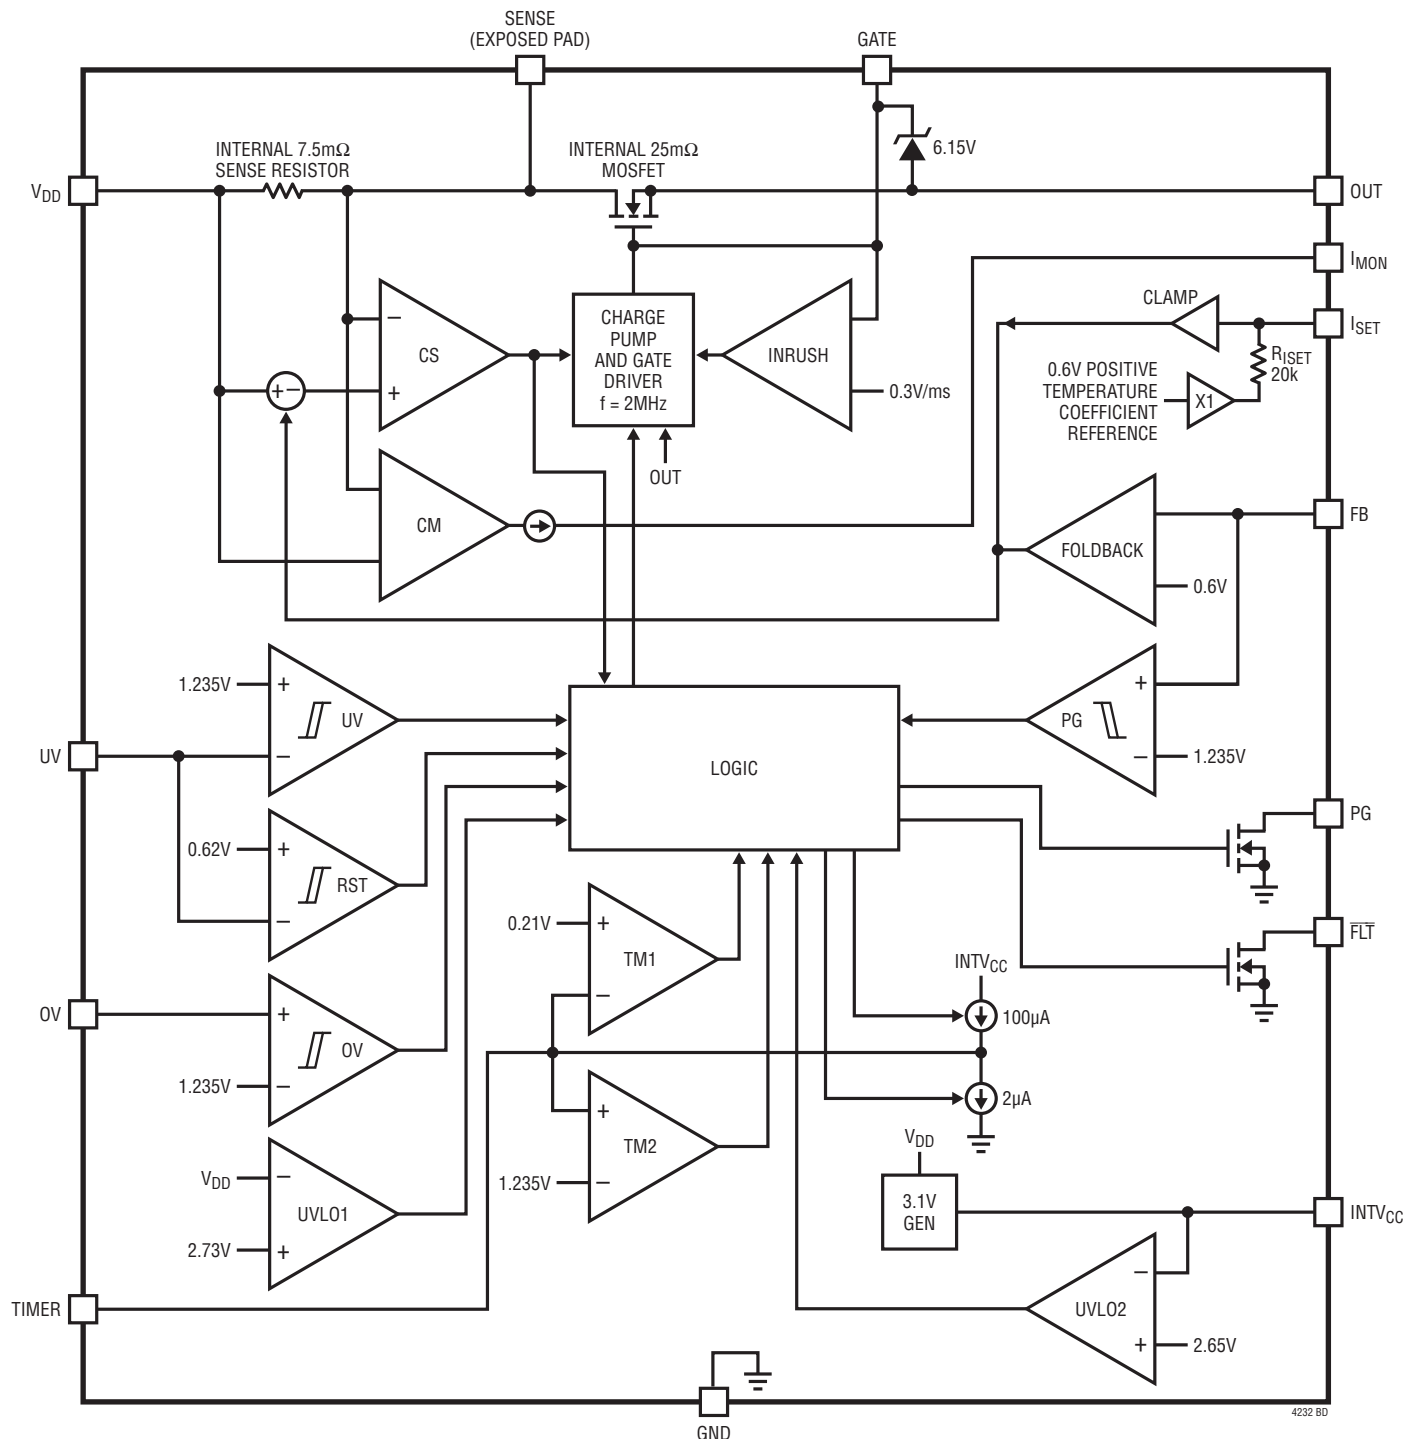 SENSE
(EXPOSED PAD)
GATE
INTERNAL 7.5mΩ
SENSE RESISTOR
INTERNAL 25mΩ
MOSFET
6.15V
VDD
OUT
IMON
CLAMP
ISET
RISET
20k
0.6V POSITIVE
TEMPERATURE
COEFFICIENT
REFERENCE
X1
−
CS
+
+−
CHARGE
PUMP
AND GATE
DRIVER
f = 2MHz
INRUSH
0.3V/ms
OUT
CM
FOLDBACK
FB
0.6V
1.235V
+
UV
−
UV
LOGIC
+
PG
−
1.235V
PG
0.62V
+
RST
−
0.21V
+
TM1
−
FLT
INTVCC
100µA
OV
+
OV
1.235V
−
+
TM2
1.235V
−
2µA
VDD
3.1V
GEN
INTVCC
VDD
−
UVLO1
2.73V
+
−
UVLO2
+
2.65V
TIMER
GND
4232 BD